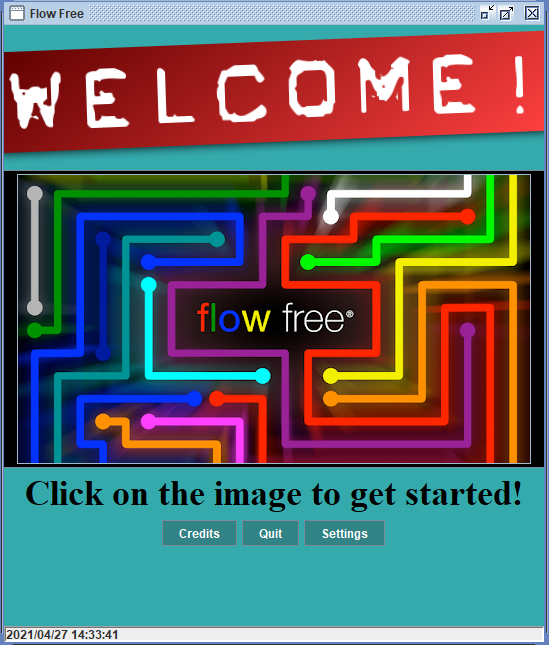 Flow Free
WELCOME!
flow free®
Click on the image to get started!
Credits Quit Settings
2021/04/27 14:33:41